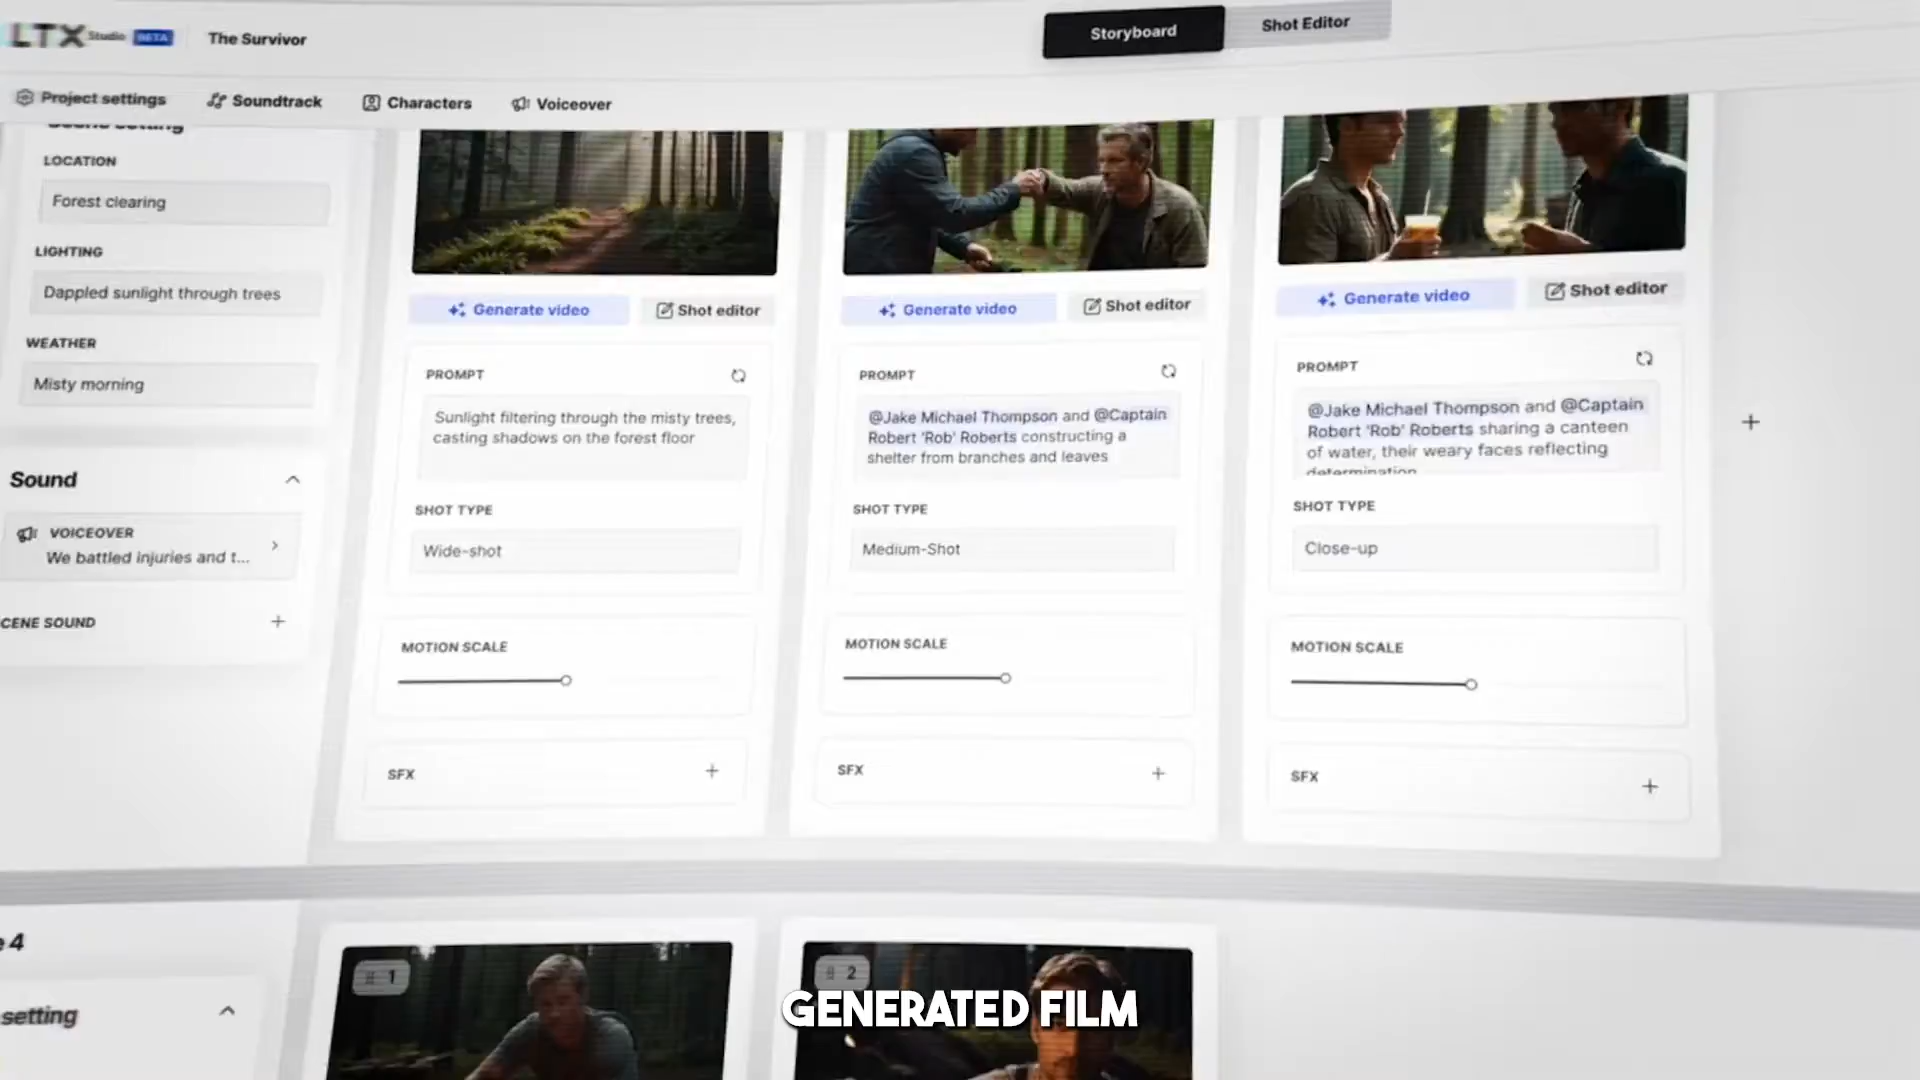 LTX Studio BETA
The Survivor
Storyboard
Shot Editor
Project settings
Soundtrack
Characters
Voiceover
Scene setting
LOCATION
Forest clearing
LIGHTING
Dappled sunlight through trees
WEATHER
Misty morning
Sound
VOICEOVER
We battled injuries and t...
CENE SOUND
Generate video
Shot editor
PROMPT
Sunlight filtering through the misty trees,
casting shadows on the forest floor
SHOT TYPE
Wide-shot
MOTION SCALE
SFX
Generate video
Shot editor
PROMPT
@Jake Michael Thompson and @Captain
Robert 'Rob' Roberts constructing a
shelter from branches and leaves
SHOT TYPE
Medium-Shot
MOTION SCALE
SFX
Generate video
Shot editor
PROMPT
@Jake Michael Thompson and @Captain
Robert 'Rob' Roberts sharing a canteen
of water, their weary faces reflecting
determination
SHOT TYPE
Close-up
MOTION SCALE
SFX
e 4
setting
1
2
GENERATED FILM